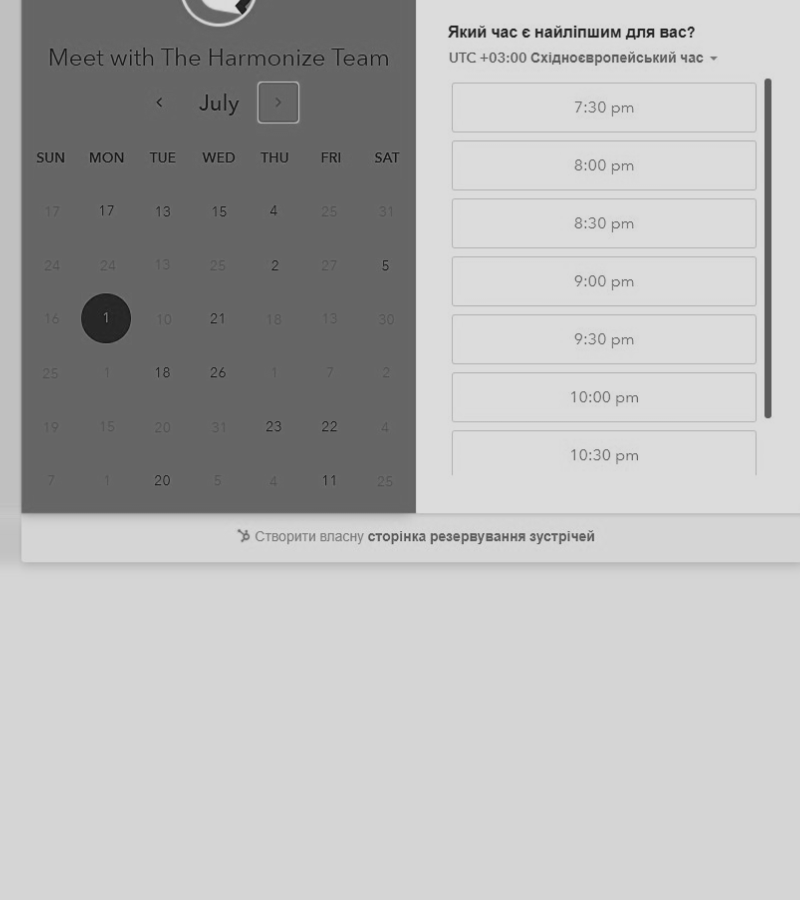 Meet with The Harmonize Team
July
SUN MON TUE WED THU FRI SAT
17 17 13 15 4 25 31
24 24 13 25 2 27 5
16 1 10 21 18 13 30
25 1 18 26 1 7 2
19 15 20 31 23 22 4
7 1 20 5 4 11 25
Який час є найліпшим для вас?
UTC +03:00 Східноєвропейський час
7:30 pm
8:00 pm
8:30 pm
9:00 pm
9:30 pm
10:00 pm
10:30 pm
Створити власну сторінка резервування зустрічей